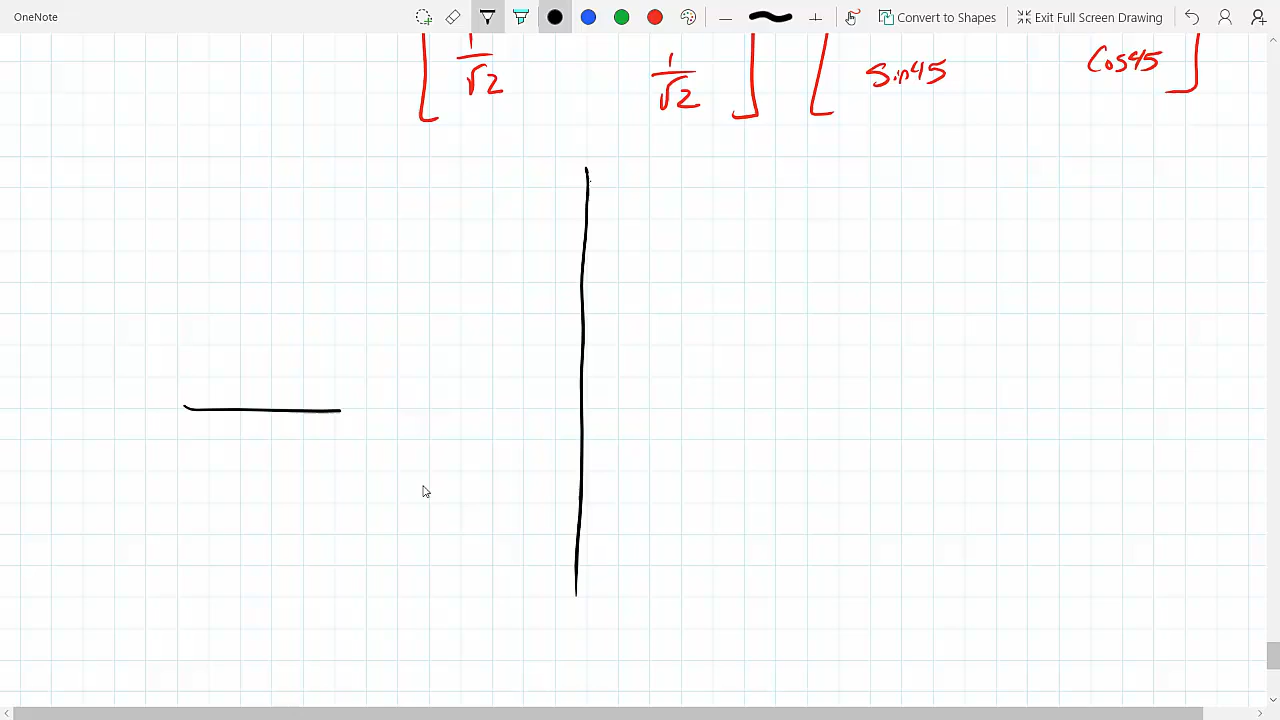 OneNote
Convert to Shapes
Exit Full Screen Drawing
1/√2
1/√2
Sin45
Cos45